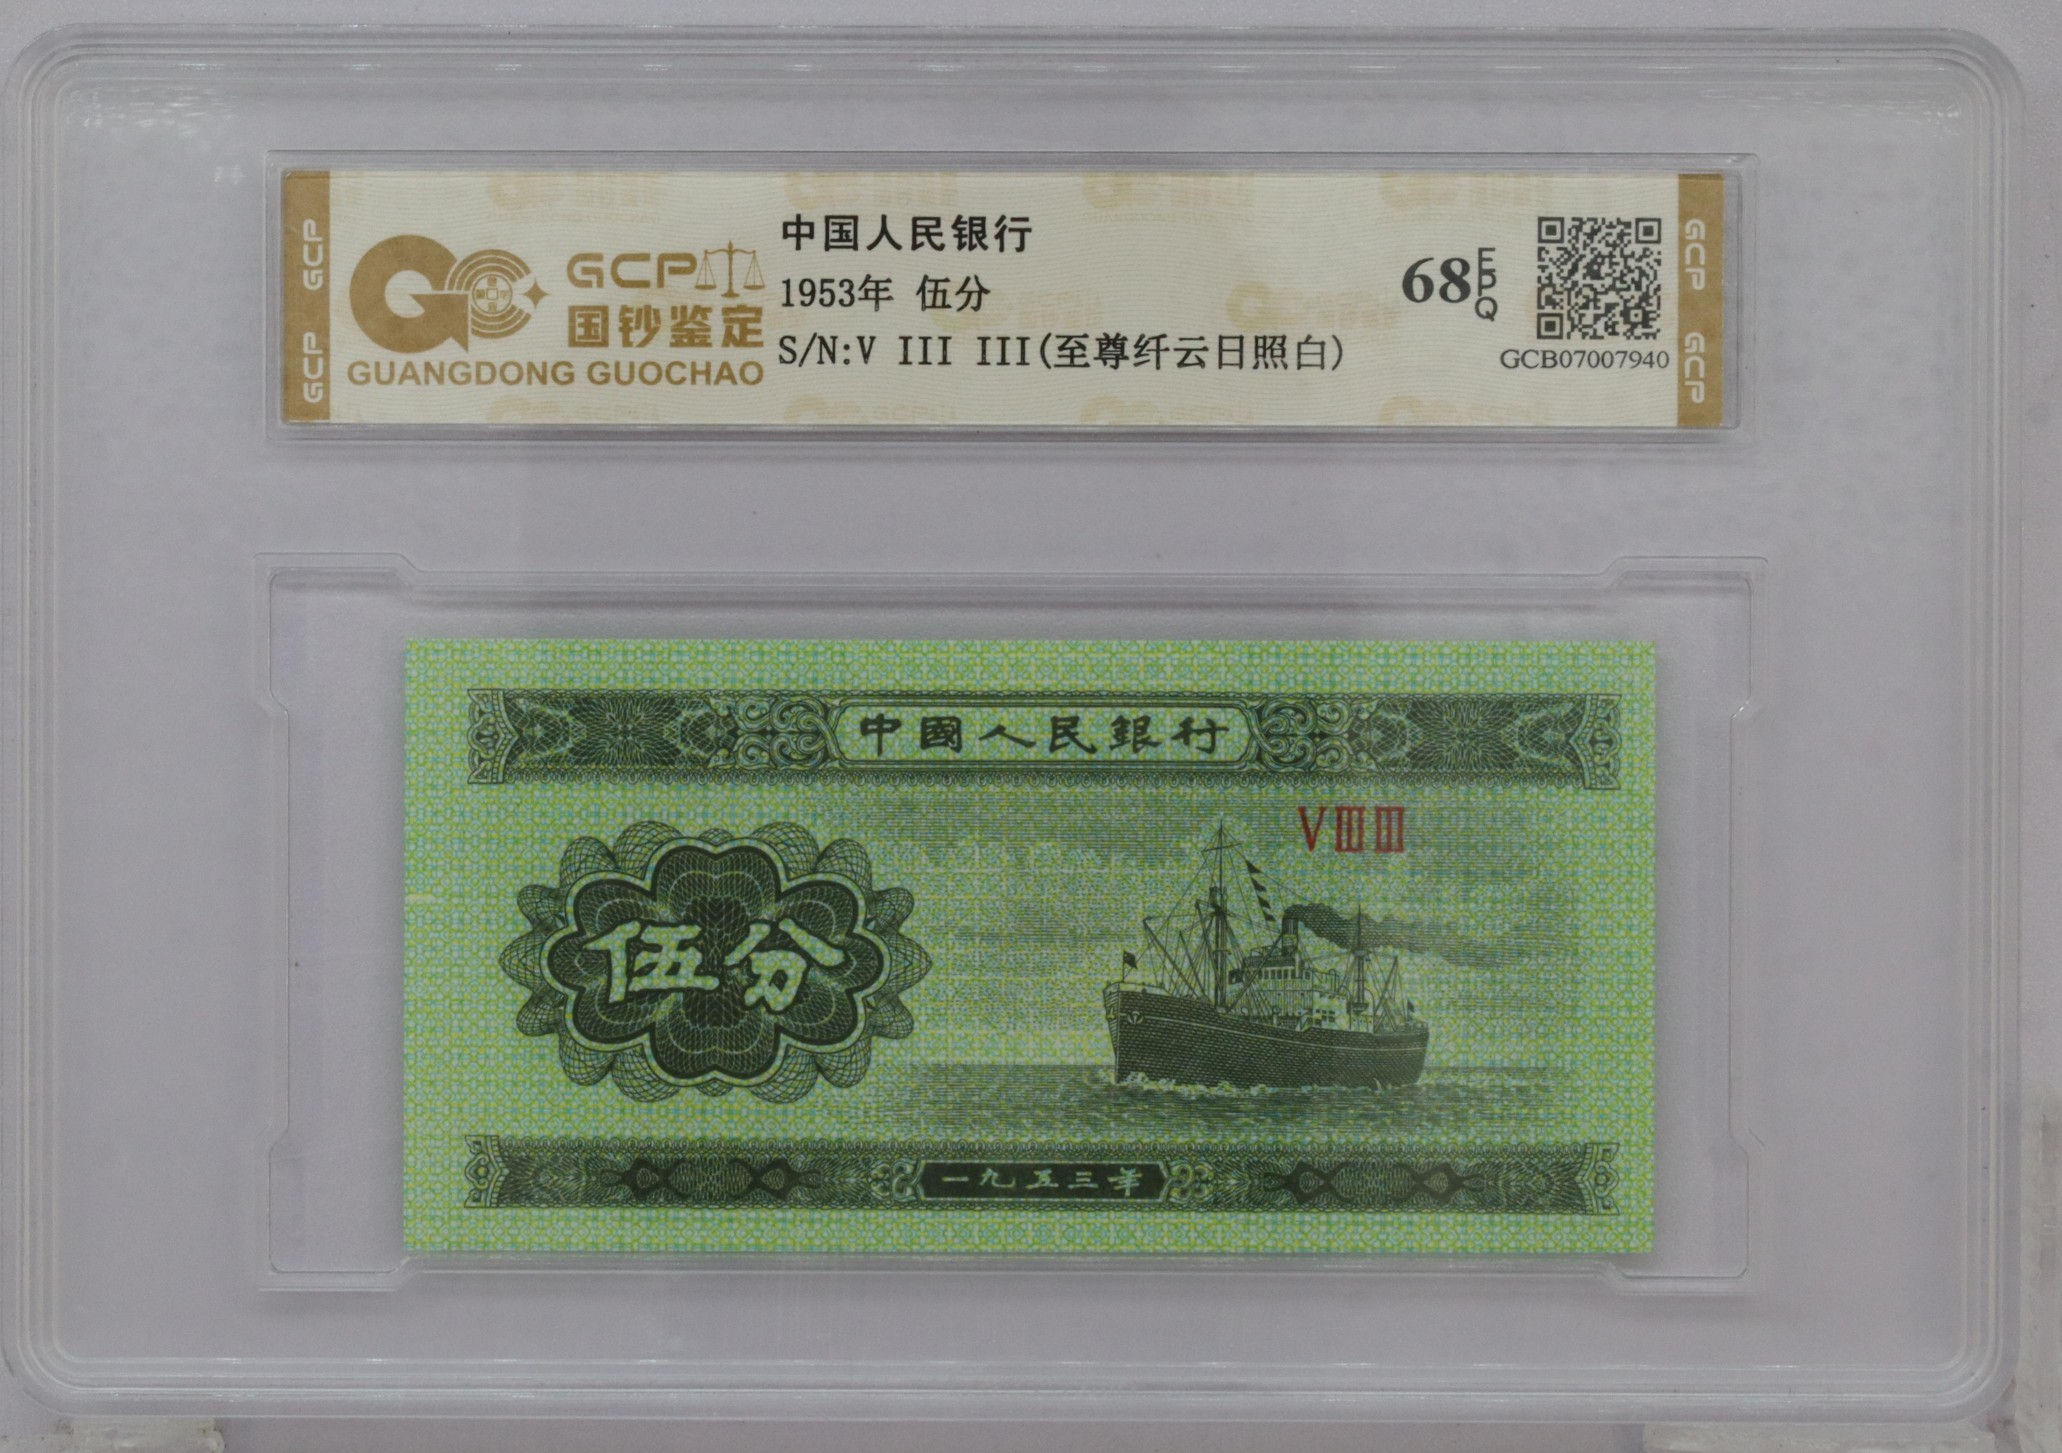 GCP
国钞鉴定
GUANGDONG GUOCHAO
中国人民银行
1953年 伍分
S/N:V III III(至尊纤云日照白)
68 EPQ
GCB07007940
GCP GCP
GCP GCP
中國人民銀行
V III III
伍分
一九五三年